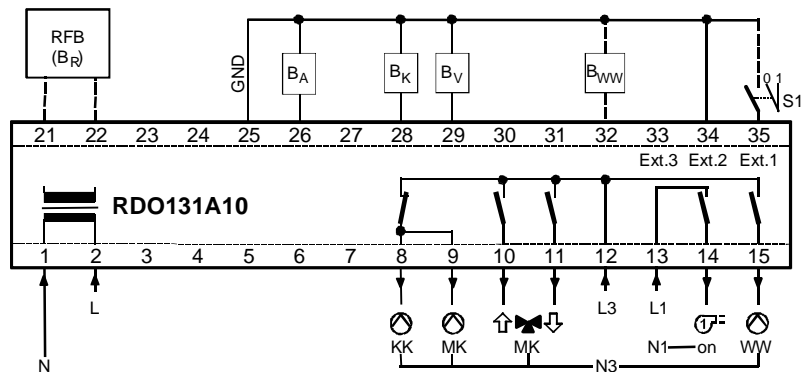 RFB
(BR)
GND
BA
BK
BV
BWW
0 1
S1
21 22 23 24 25 26 27 28 29 30 31 32 33 34 35
Ext.3 Ext.2 Ext.1
RDO131A10
1 2 3 4 5 6 7 8 9 10 11 12 13 14 15
L L3 L1
1
KK MK MK N1 on WW
N N3